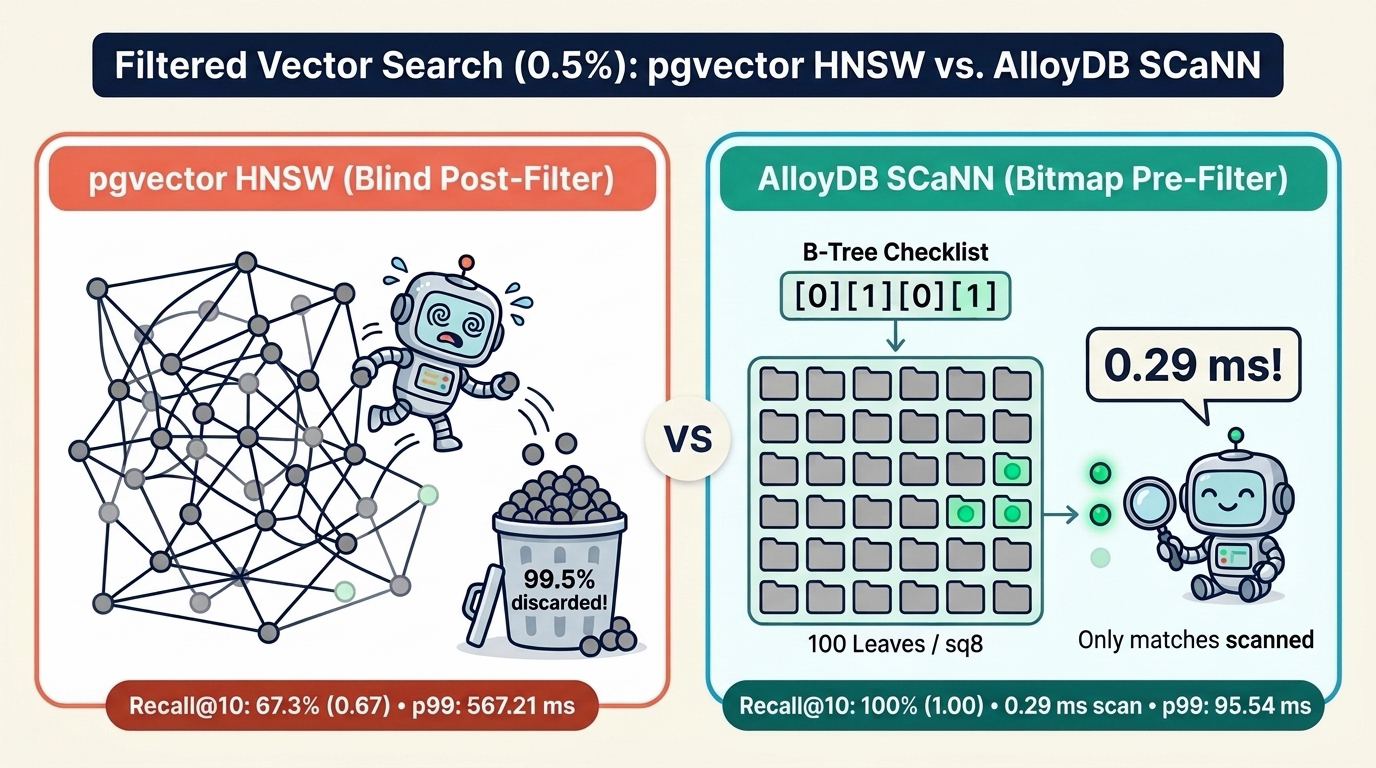 Filtered Vector Search (0.5%): pgvector HNSW vs. AlloyDB SCaNN
pgvector HNSW (Blind Post-Filter)
99.5%
discarded!
Recall@10: 67.3% (0.67) • p99: 567.21 ms
VS
AlloyDB SCaNN (Bitmap Pre-Filter)
B-Tree Checklist
[0][1][0][1]
0.29 ms!
100 Leaves / sq8
Only matches scanned
Recall@10: 100% (1.00) • 0.29 ms scan • p99: 95.54 ms